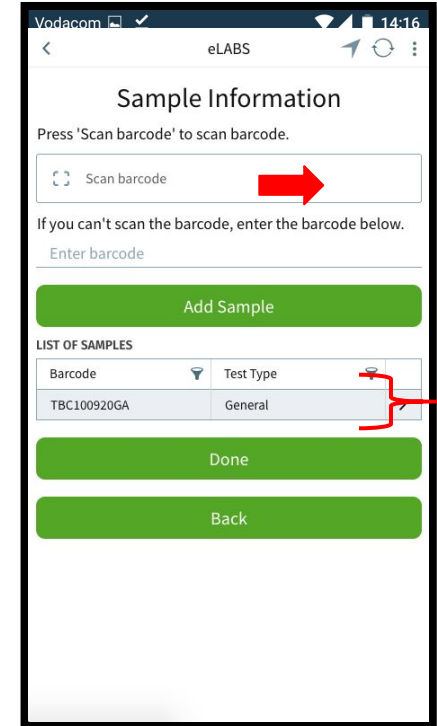 Vodacom 14:16
eLABS
Sample Information
Press 'Scan barcode' to scan barcode.
Scan barcode
If you can't scan the barcode, enter the barcode below.
Enter barcode
Add Sample
LIST OF SAMPLES
Barcode Test Type
TBC100920GA General
Done
Back